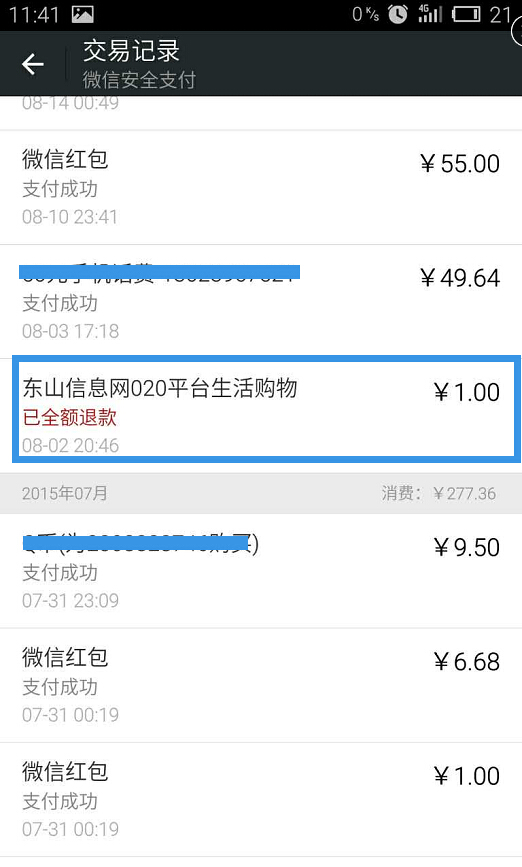 11:41
0 K/s 4G 21
交易记录
微信安全支付
08-14 00:49
微信红包
¥55.00
支付成功
08-10 23:41
¥49.64
支付成功
08-03 17:18
东山信息网020平台生活购物
¥1.00
已全额退款
08-02 20:46
2015年07月
消费：¥277.36
¥9.50
支付成功
07-31 23:09
微信红包
¥6.68
支付成功
07-31 00:19
微信红包
¥1.00
支付成功
07-31 00:19